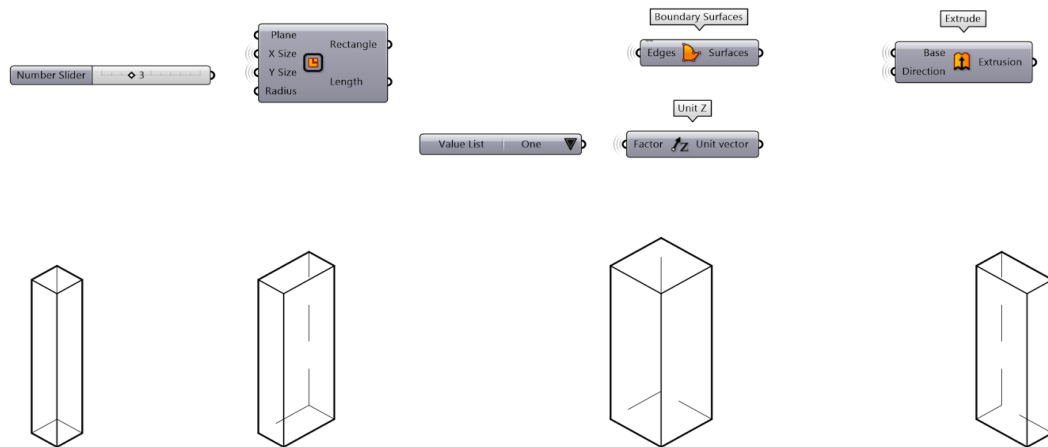 Boundary Surfaces
Extrude
Plane
X Size
Y Size
Radius
Rectangle
Length
Number Slider 3
Edges Surfaces
Base
Direction
Extrusion
Unit Z
Value List One
Factor Z Unit vector